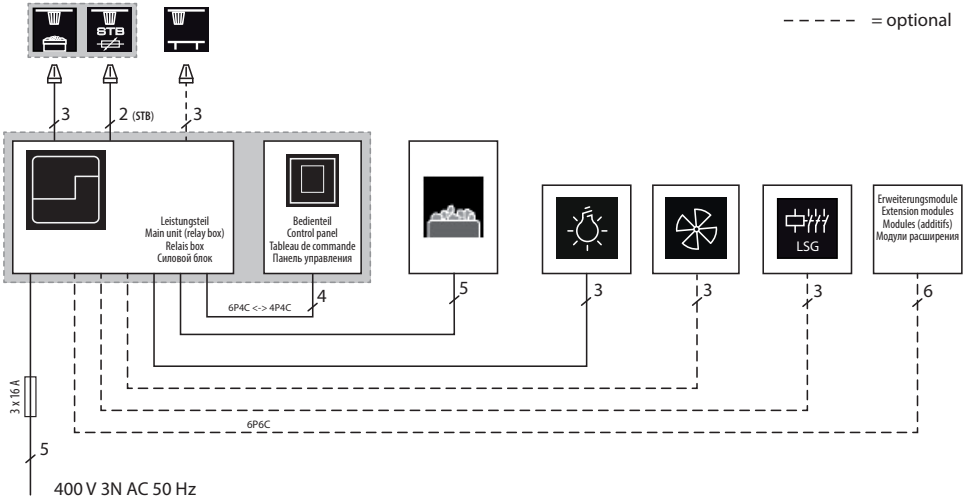 = optional
STB
3
2 (STB)
3
Leistungsteil
Main unit (relay box)
Relais box
Силовой блок
Bedienteil
Control panel
Tableau de commande
Панель управления
LSG
Erweiterungsmodule
Extension modules
Modules (additifs)
Модули расширения
4
5
3
3
3
6
6P4C <-> 4P4C
3 x 16 A
6P6C
5
400 V 3N AC 50 Hz